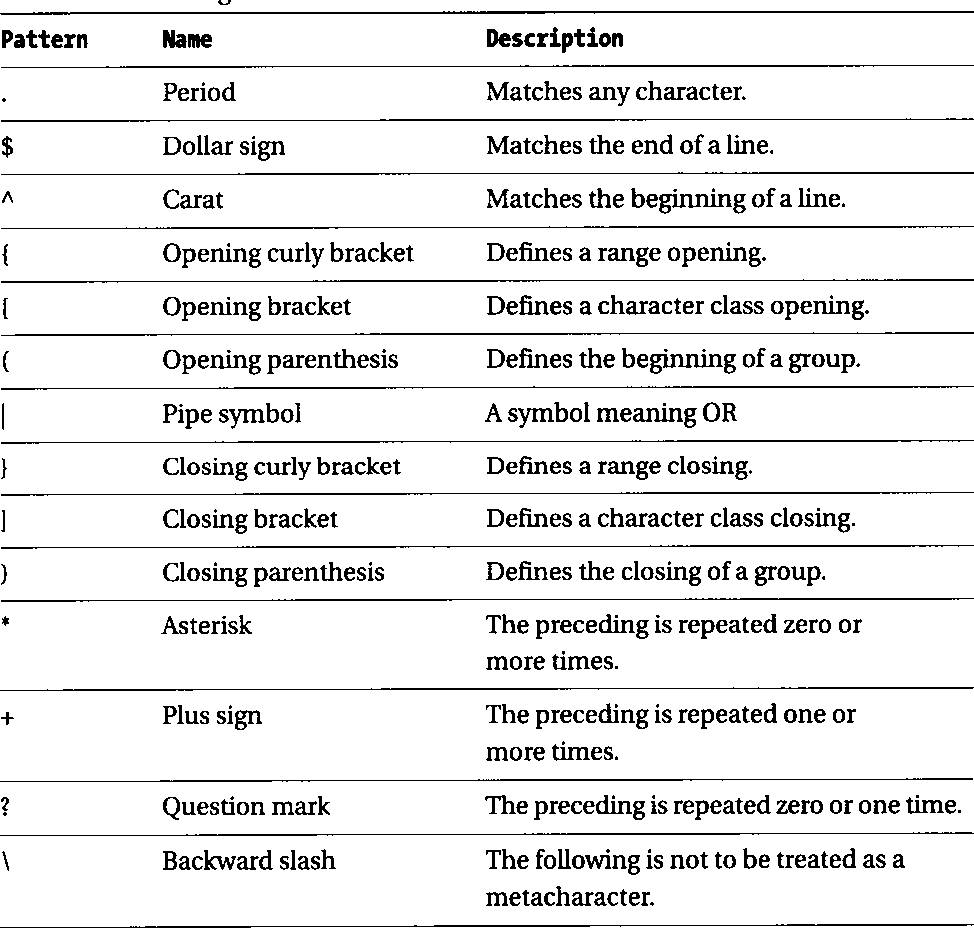 Pattern Name Description
. Period Matches any character.
$ Dollar sign Matches the end of a line.
^ Carat Matches the beginning of a line.
{ Opening curly bracket Defines a range opening.
[ Opening bracket Defines a character class opening.
( Opening parenthesis Defines the beginning of a group.
| Pipe symbol A symbol meaning OR
} Closing curly bracket Defines a range closing.
] Closing bracket Defines a character class closing.
) Closing parenthesis Defines the closing of a group.
* Asterisk The preceding is repeated zero or
more times.
+ Plus sign The preceding is repeated one or
more times.
? Question mark The preceding is repeated zero or one time.
\ Backward slash The following is not to be treated as a
metacharacter.